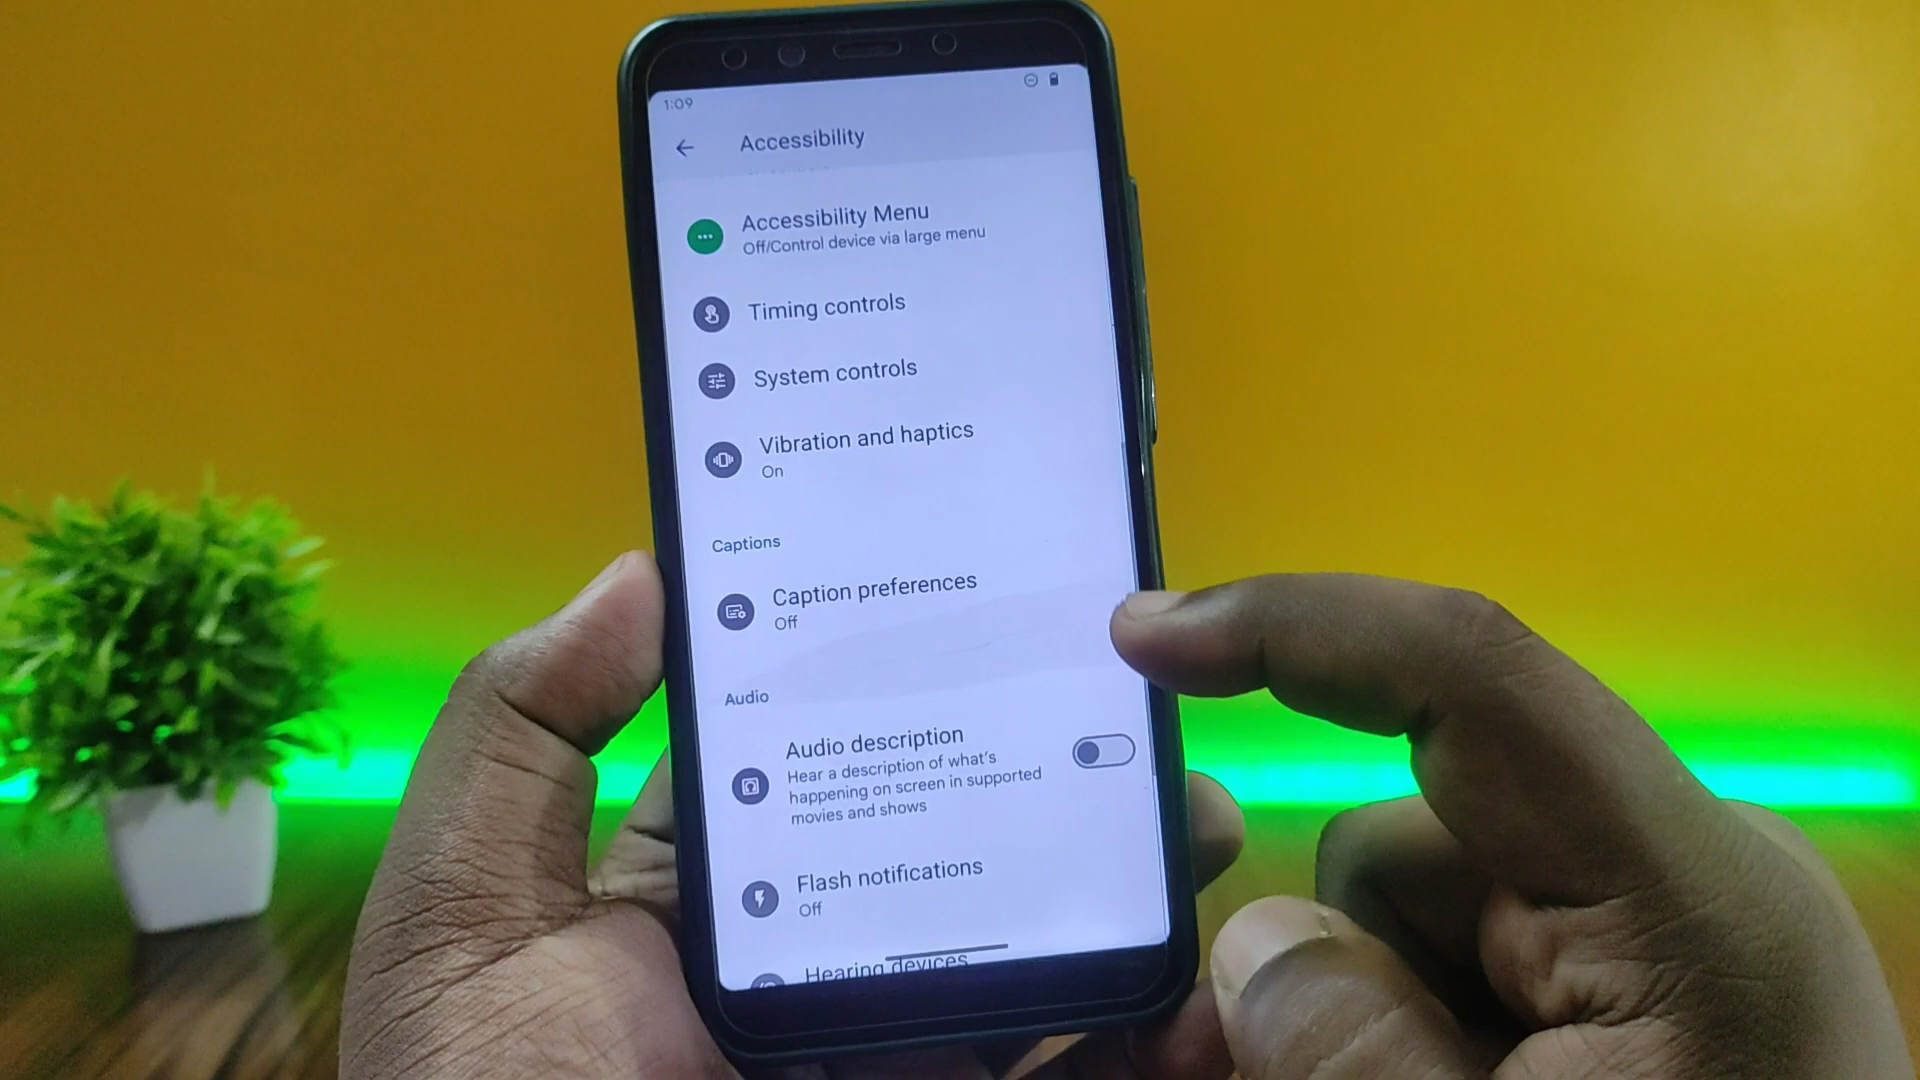 1:09
Accessibility
Accessibility Menu
Off/Control device via large menu
Timing controls
System controls
Vibration and haptics
On
Captions
Caption preferences
Off
Audio
Audio description
Hear a description of what's
happening on screen in supported
movies and shows
Flash notifications
Off
Hearing devices